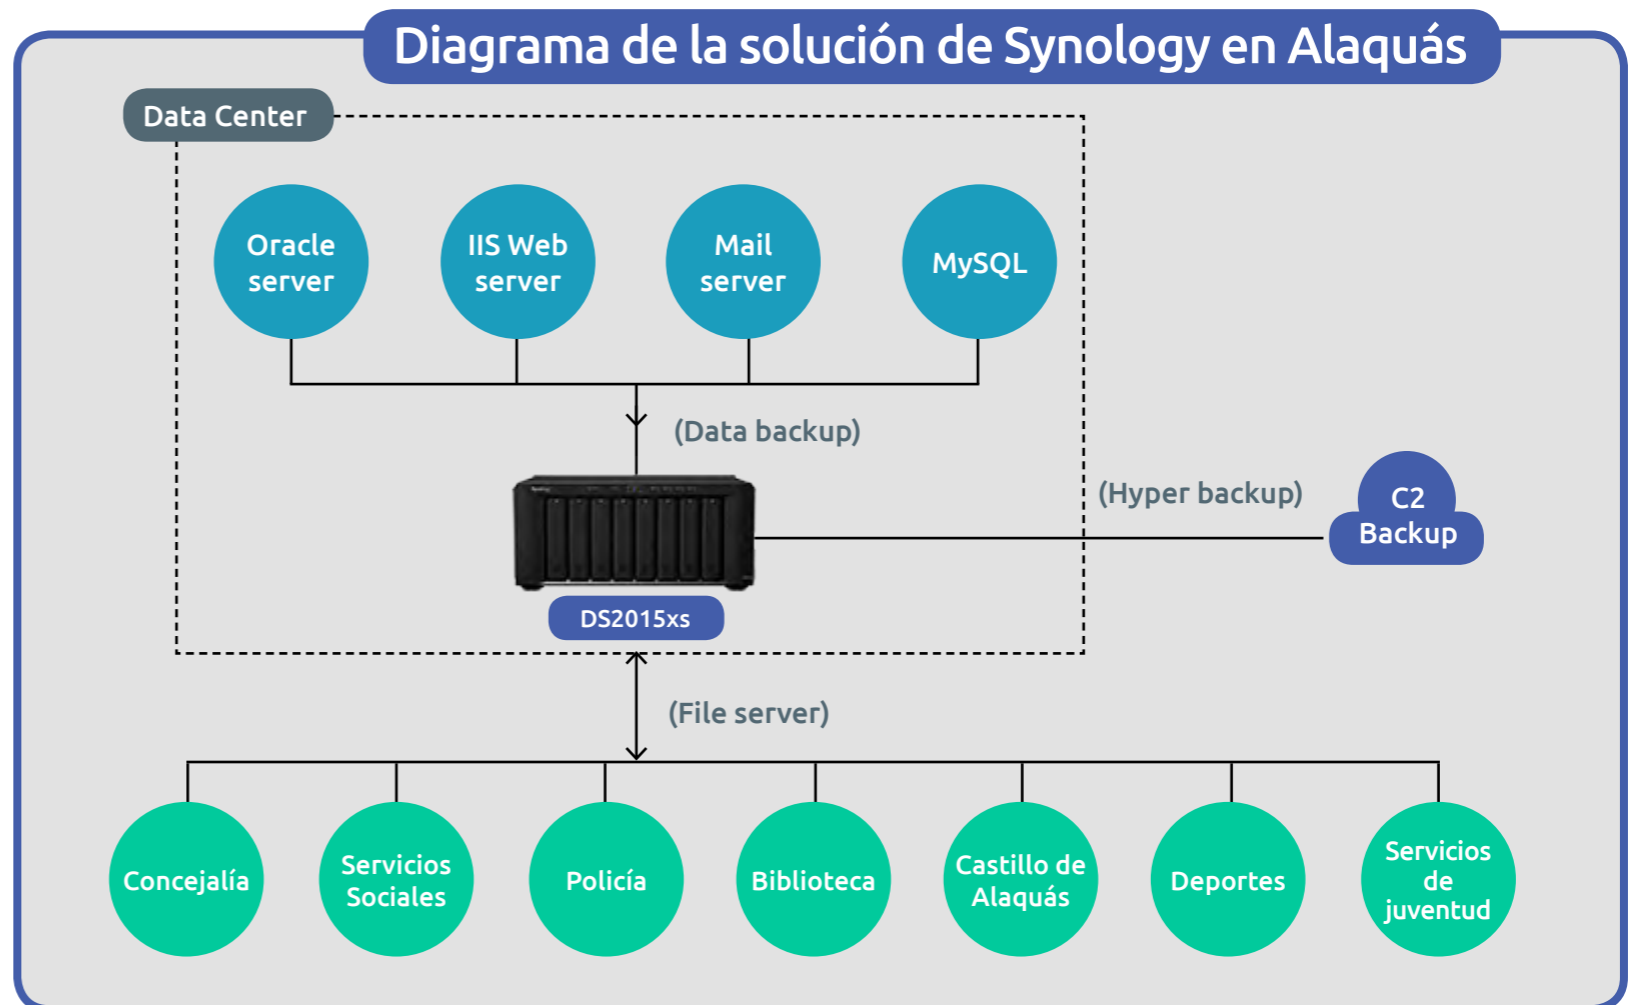 Diagrama de la solución de Synology en Alaquás
Data Center
Oracle
server
IIS Web
server
Mail
server
MySQL
(Data backup)
(Hyper backup)
C2
Backup
DS2015xs
(File server)
Concejalía
Servicios
Sociales
Policía
Biblioteca
Castillo de
Alaquás
Deportes
Servicios
de
juventud